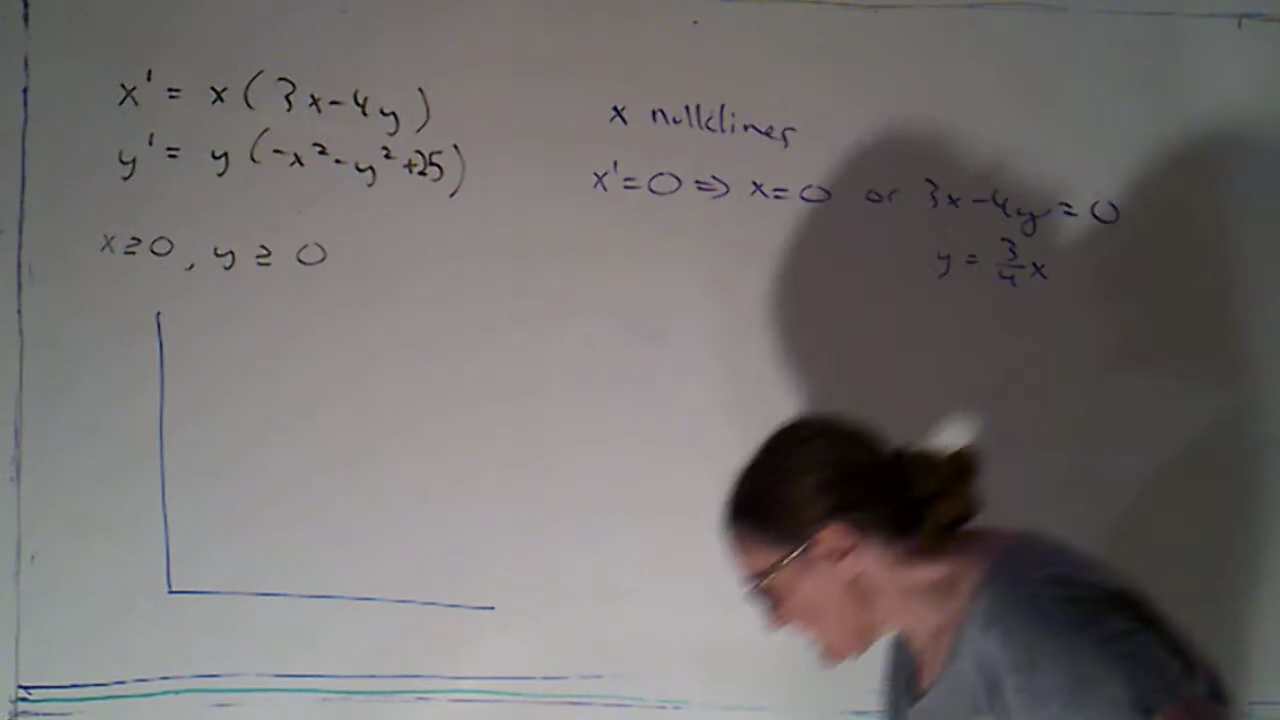 x' = x (3x-4y)
y' = y (-x²-y²+25)
x≥0, y ≥ 0
x nullclines
x'=0 ⇒ x=0 or 3x-4y=0
y = 3/4 x